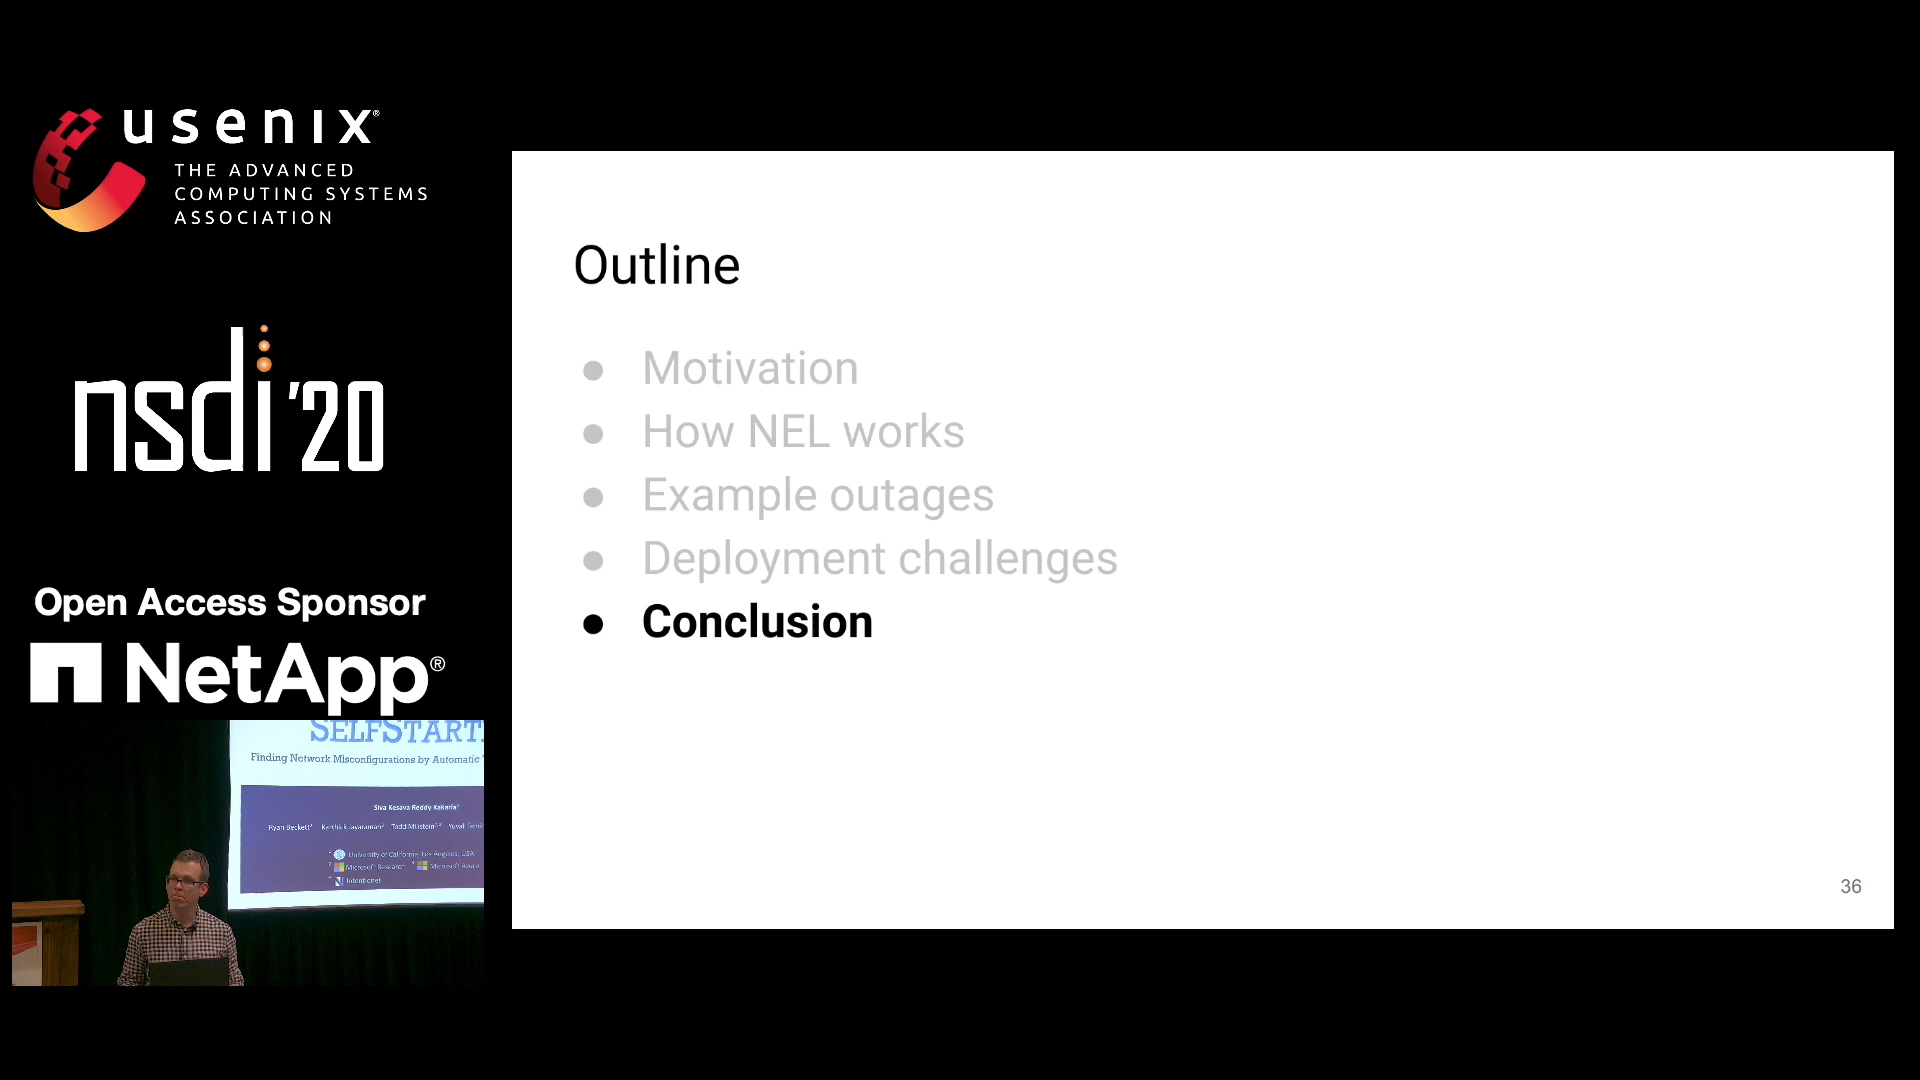 usenix®
THE ADVANCED
COMPUTING SYSTEMS
ASSOCIATION
nsdi '20
Open Access Sponsor
NetApp®
SELFSTART
Finding Network Misconfigurations by Automatic
Siva Kesava Reddy Kakarla
Ryan Beckett Karthick Jayaraman Todd Millstein Yuval
University of California, Los Angeles, USA
Microsoft Research Microsoft Azure
Intentionet
Outline
● Motivation
● How NEL works
● Example outages
● Deployment challenges
● Conclusion
36